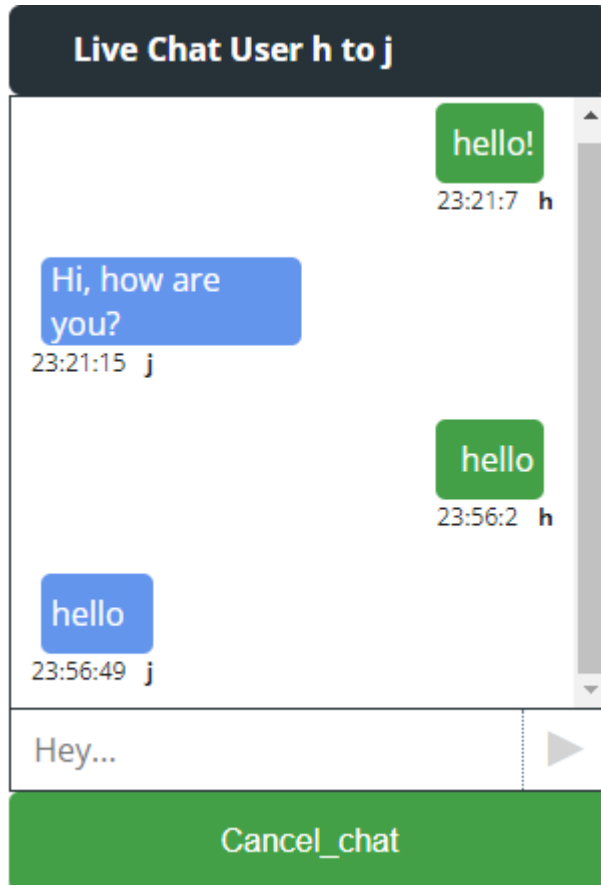 Live Chat User h to j
hello!
23:21:7 h
Hi, how are
you?
23:21:15 j
hello
23:56:2 h
hello
23:56:49 j
Hey...
Cancel_chat